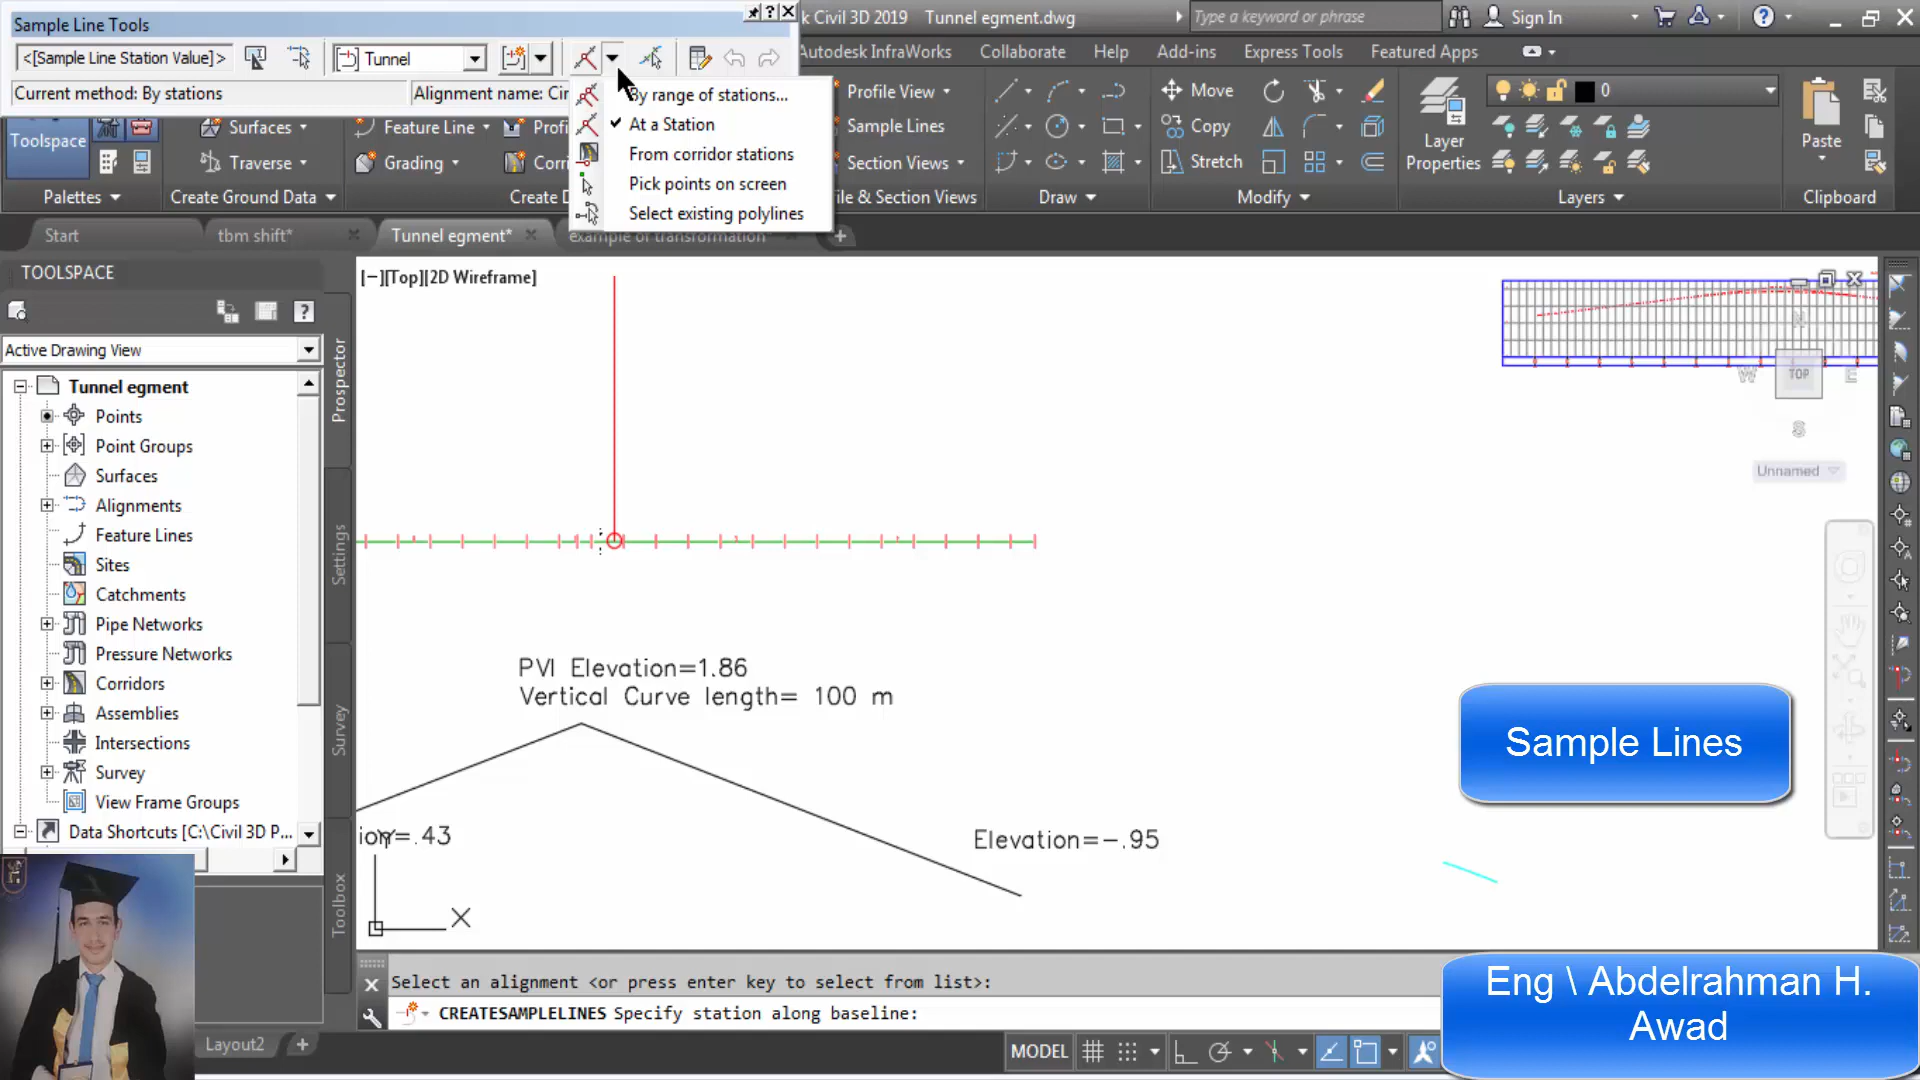 Sample Line Tools
<[Sample Line Station Value]>
Tunnel
Current method: By stations
Alignment name: Cir
By range of stations...
At a Station
From corridor stations
Pick points on screen
Select existing polylines
Civil 3D 2019 Tunnel egment.dwg
Type a keyword or phrase
Sign In
Autodesk InfraWorks
Collaborate
Help
Add-ins
Express Tools
Featured Apps
Toolspace
Surfaces
Traverse
Feature Line
Grading
Profi
Corri
Profile View
Sample Lines
Section Views
Move
Copy
Stretch
Layer
Properties
0
Paste
Palettes
Create Ground Data
Create D
ile & Section Views
Draw
Modify
Layers
Clipboard
Start
tbm shift*
Tunnel egment*
example of transformation*
TOOLSPACE
Active Drawing View
Tunnel egment
Points
Point Groups
Surfaces
Alignments
Feature Lines
Sites
Catchments
Pipe Networks
Pressure Networks
Corridors
Assemblies
Intersections
Survey
View Frame Groups
Data Shortcuts [C:\Civil 3D P...
Prospector
Settings
Survey
Toolbox
[−][Top][2D Wireframe]
N
W
TOP
E
S
Unnamed
PVI Elevation=1.86
Vertical Curve length= 100 m
ion=.43
Elevation=-.95
Y
X
Sample Lines
Select an alignment <or press enter key to select from list>:
CREATESAMPLELINES Specify station along baseline:
Layout2
MODEL
Eng \ Abdelrahman H.
Awad